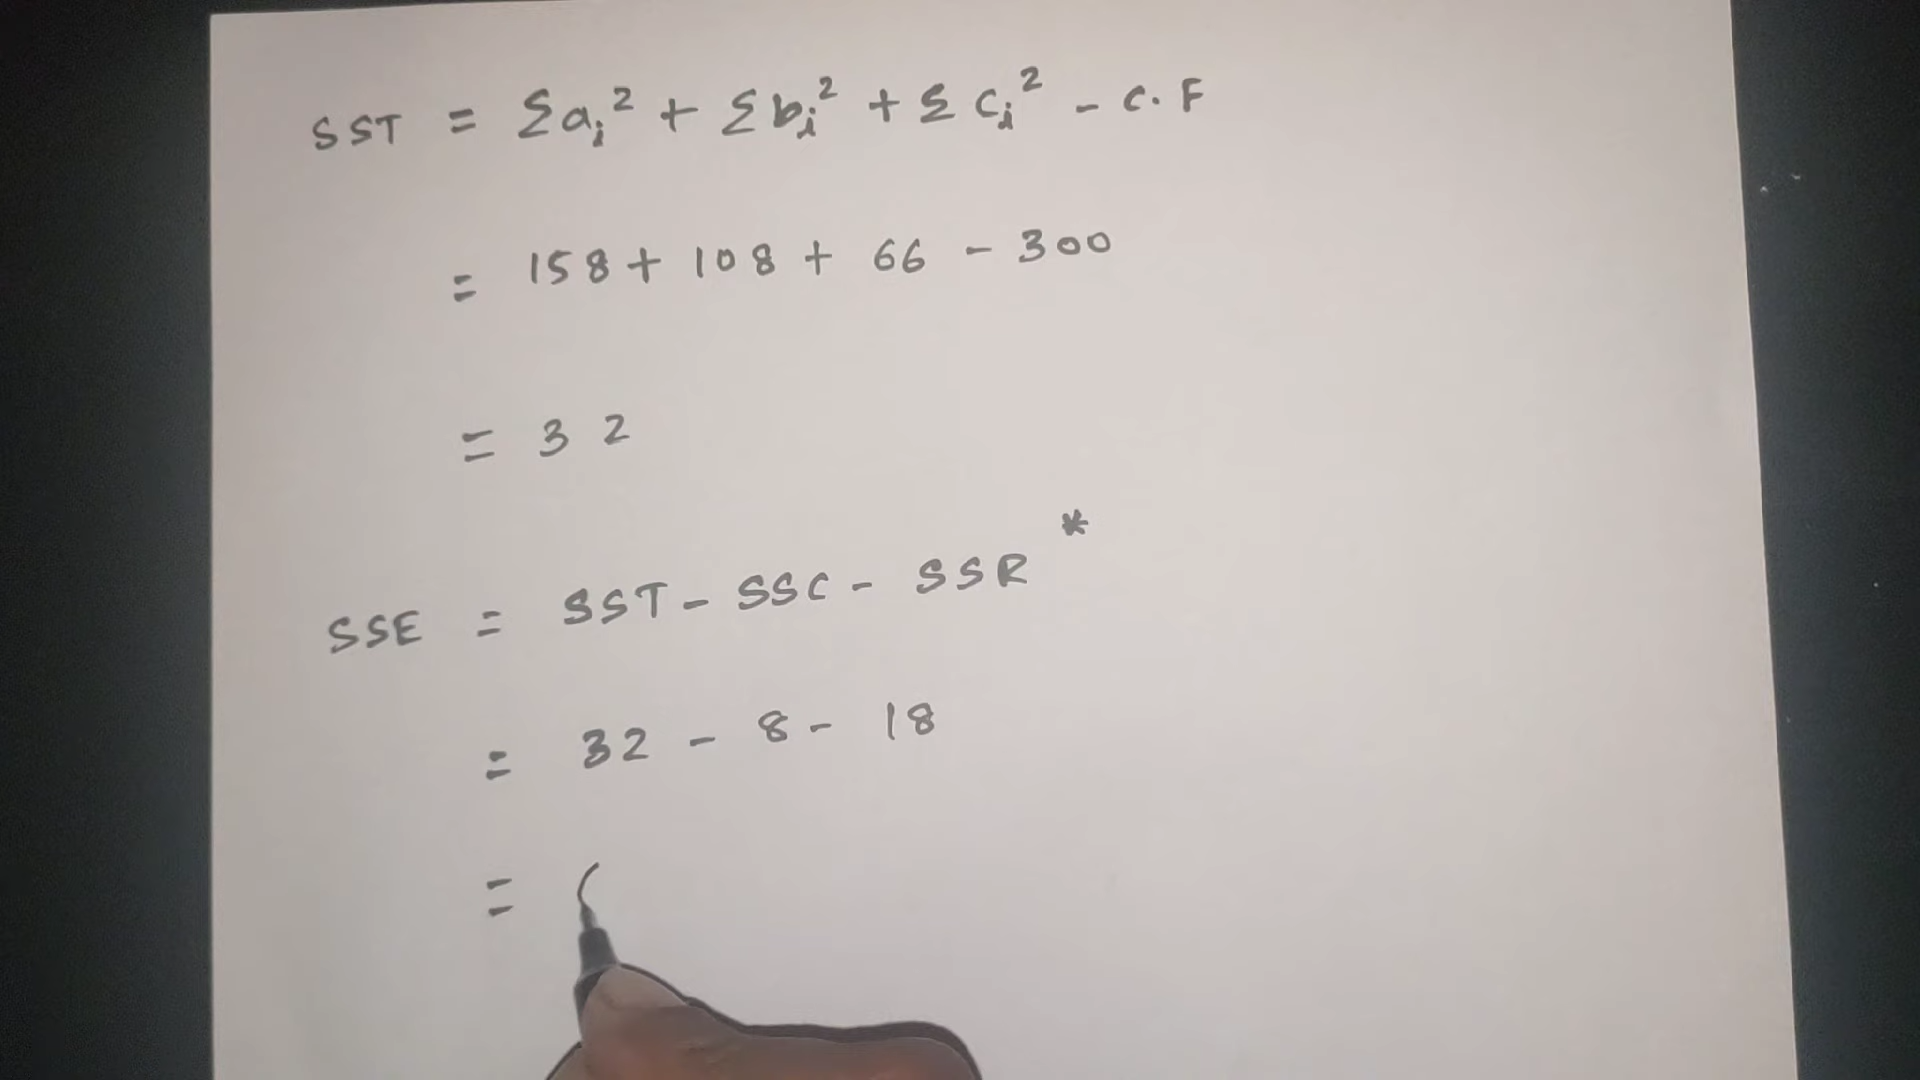 SST = Σaᵢ² + Σbᵢ² + Σcᵢ² - C.F
= 158 + 108 + 66 - 300
= 32
SSE = SST - SSC - SSR *
= 32 - 8 - 18
=